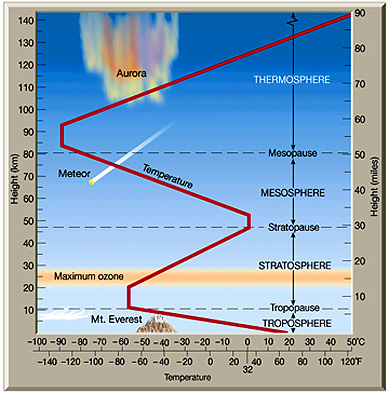 140
130
120
110
100
90
80
70
60
50
40
30
20
10
Height (km)
90
80
70
60
50
40
30
20
10
Height (miles)
Aurora
THERMOSPHERE
Mesopause
Meteor
Temperature
MESOSPHERE
Stratopause
STRATOSPHERE
Maximum ozone
Tropopause
Mt. Everest
TROPOSPHERE
-100 -90 -80 -70 -60 -50 -40 -30 -20 -10 0 10 20 30 40 50°C
-140 -120 -100 -80 -60 -40 -20 0 20 32 40 60 80 100 120°F
Temperature